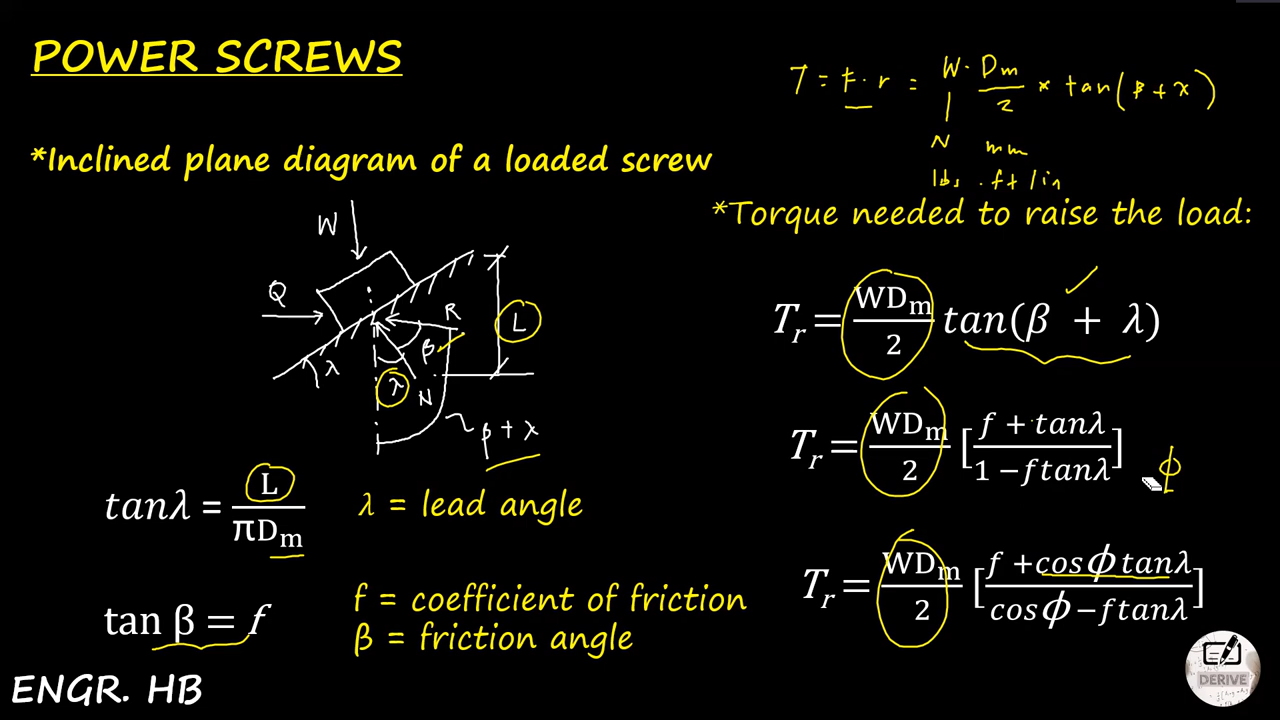 POWER SCREWS
T = F · r = W · Dm/2 * tan(β + λ)
N mm
lbs . ft/in
*Inclined plane diagram of a loaded screw
*Torque needed to raise the load:
W
Q
R
L
β
λ
λ
N
β + λ
Tr = WDm/2 tan(β + λ)
Tr = WDm/2 [f + tanλ / 1 − ftanλ]
ϕ
tanλ = L/πDm
λ = lead angle
Tr = WDm/2 [f + cosϕ tanλ / cosϕ − ftanλ]
tan β = f
f = coefficient of friction
β = friction angle
ENGR. HB
DERIVE